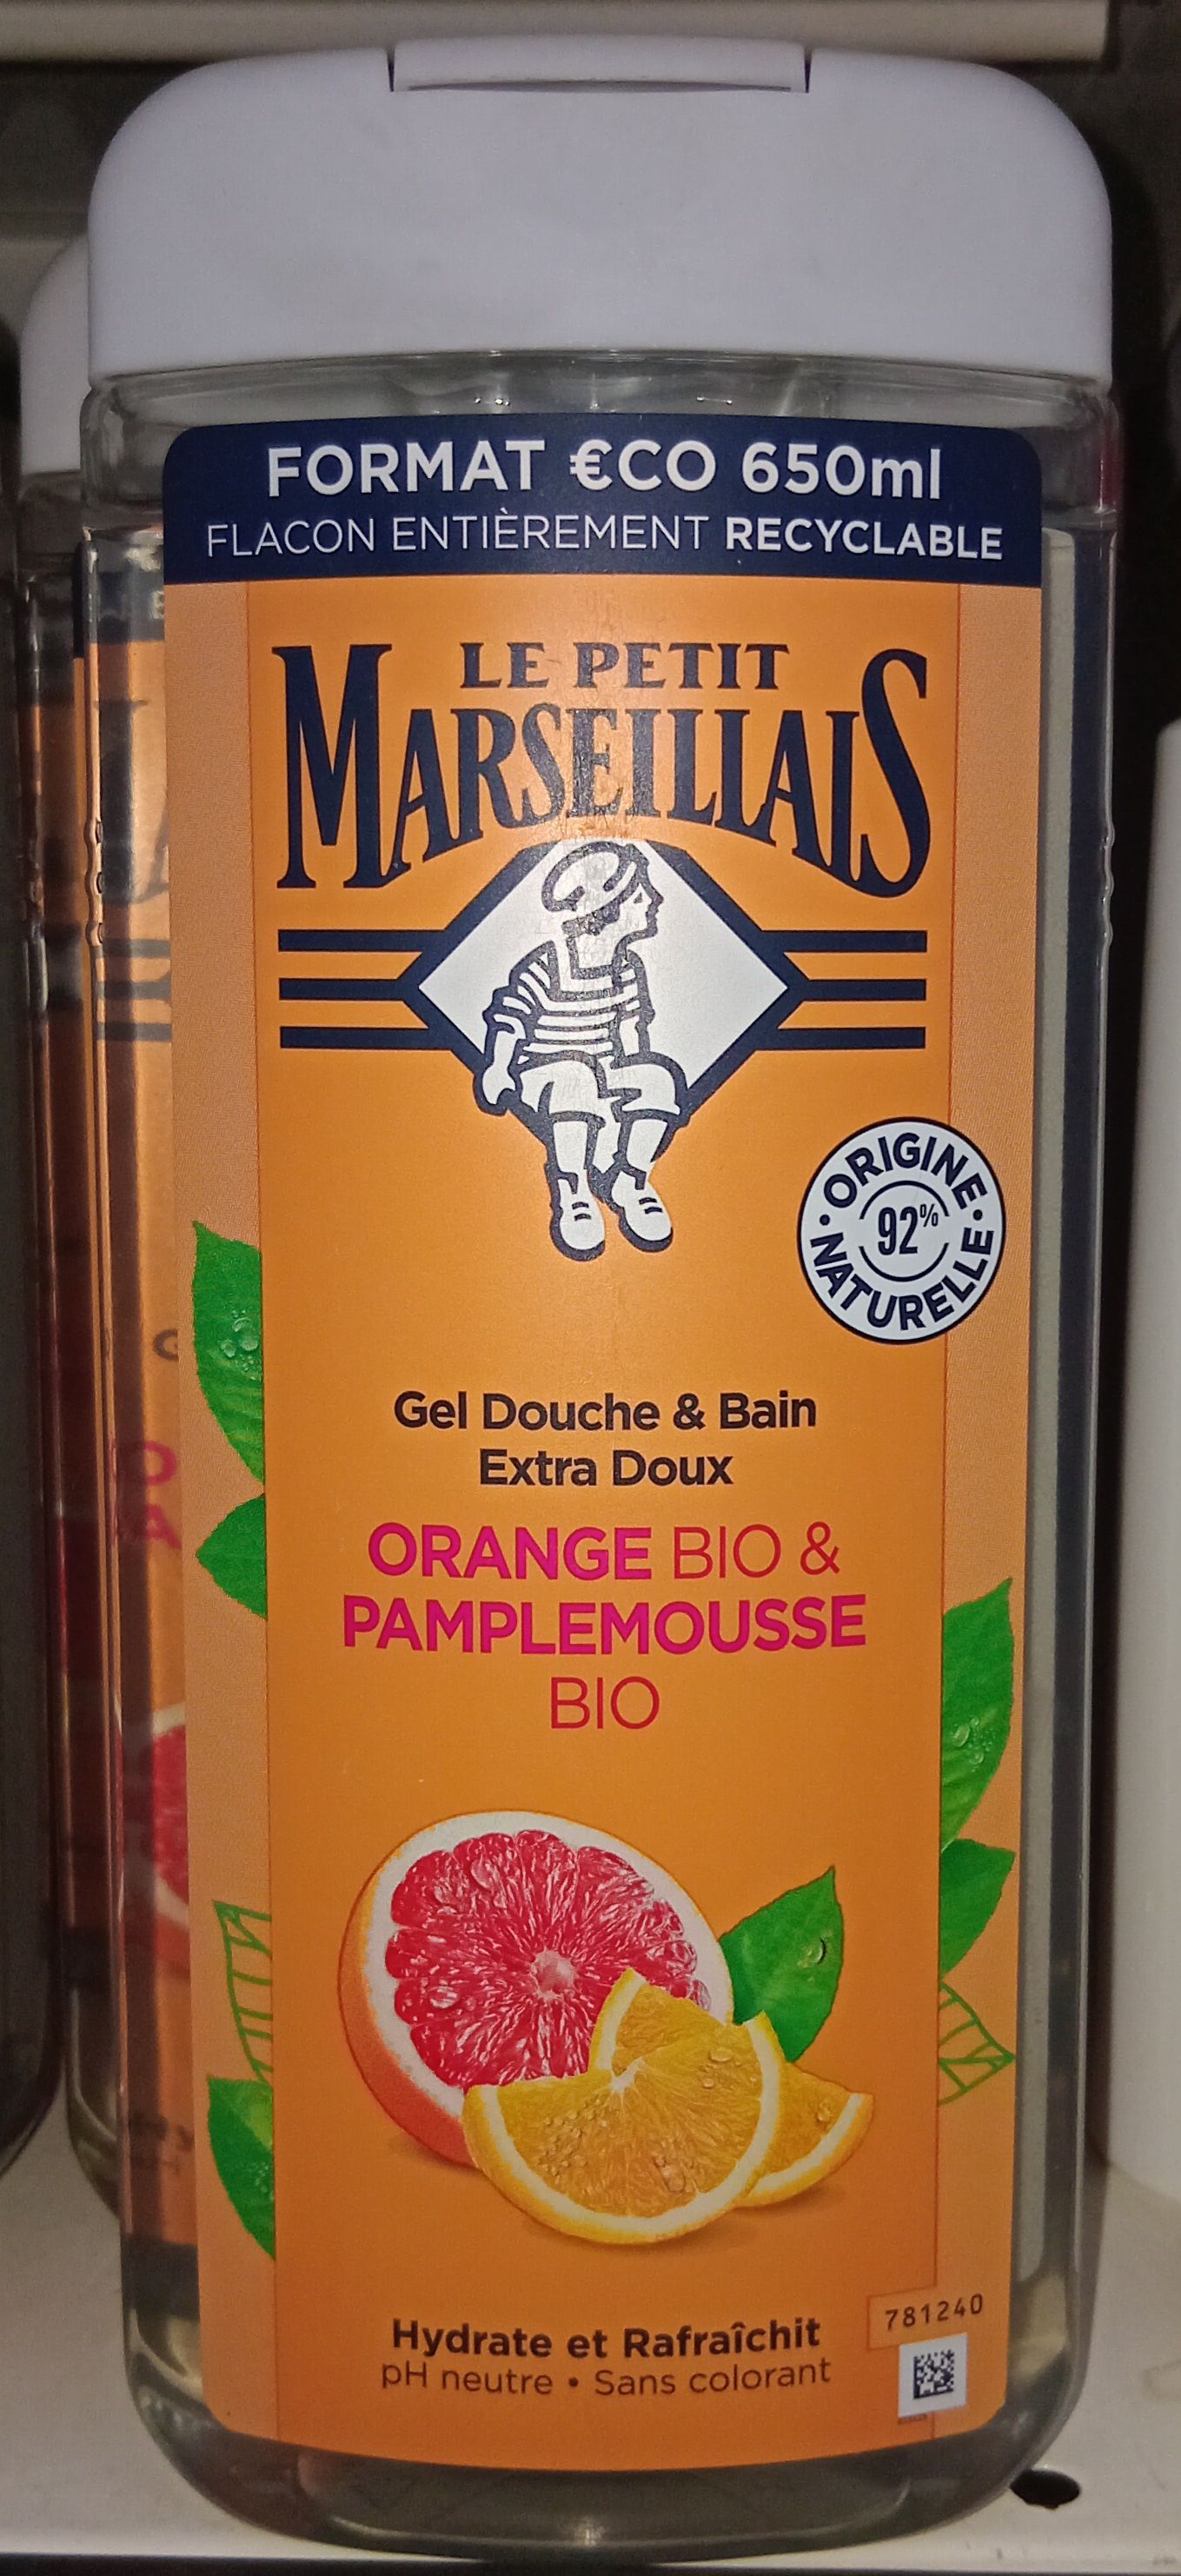 FORMAT €CO 650ml
FLACON ENTIÈREMENT RECYCLABLE
LE PETIT
MARSEILLAIS
ORIGINE
92%
NATURELLE
Gel Douche & Bain
Extra Doux
ORANGE BIO &
PAMPLEMOUSSE
BIO
Hydrate et Rafraîchit
pH neutre • Sans colorant
781240